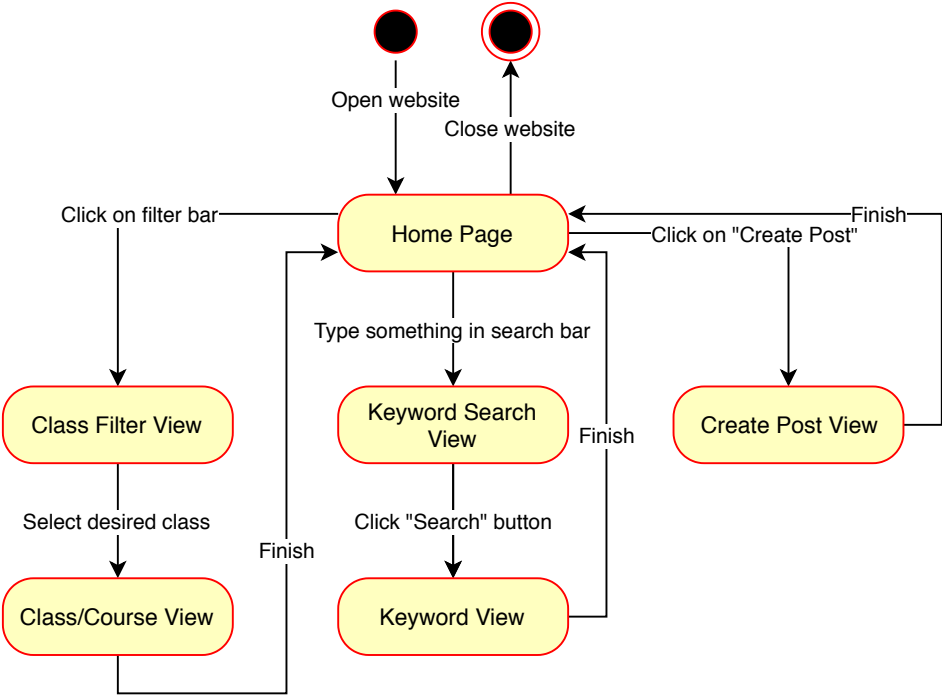 Open website
Close website
Click on filter bar
Finish
Home Page
Click on "Create Post"
Type something in search bar
Class Filter View
Keyword Search
View
Finish
Create Post View
Select desired class
Click "Search" button
Finish
Class/Course View
Keyword View